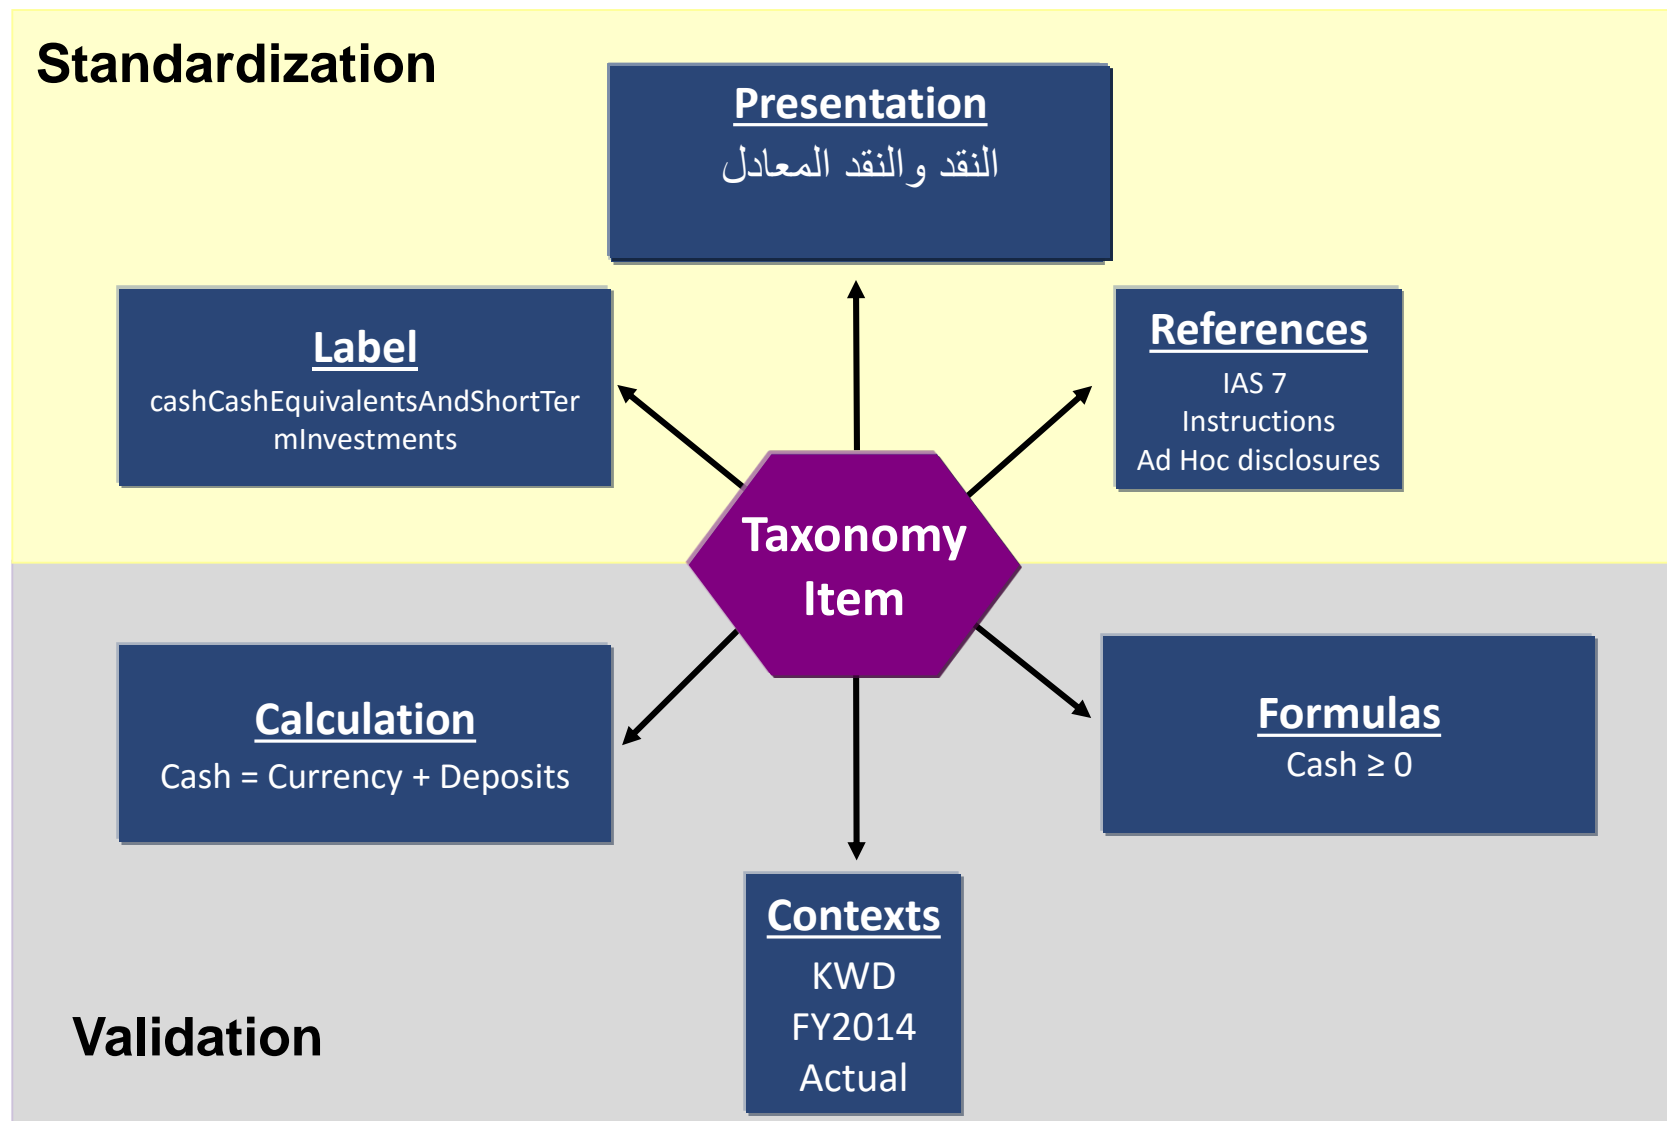 Standardization
Presentation
النقد والنقد المعادل
Label
cashCashEquivalentsAndShortTer
mInvestments
References
IAS 7
Instructions
Ad Hoc disclosures
Taxonomy
Item
Calculation
Cash = Currency + Deposits
Formulas
Cash ≥ 0
Contexts
KWD
FY2014
Actual
Validation